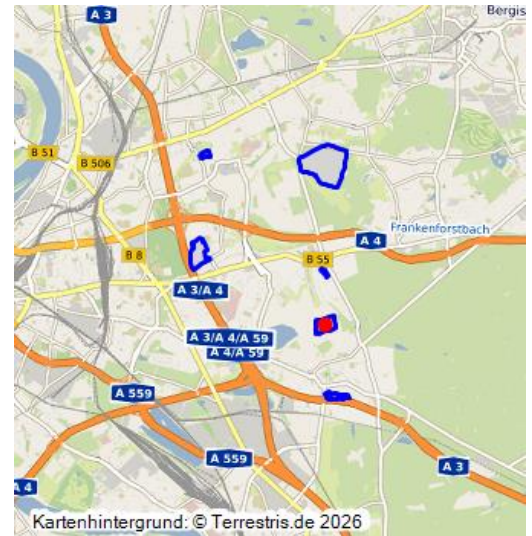 A 3
Bergis
B 51
B 506
Frankenforstbach
A 4
B 8
B 55
A 3/A 4
A 3/A 4/A 59
A 4/A 59
A 559
A 559
A 3
A 4
Kartenhintergrund: © Terrestris.de 2026